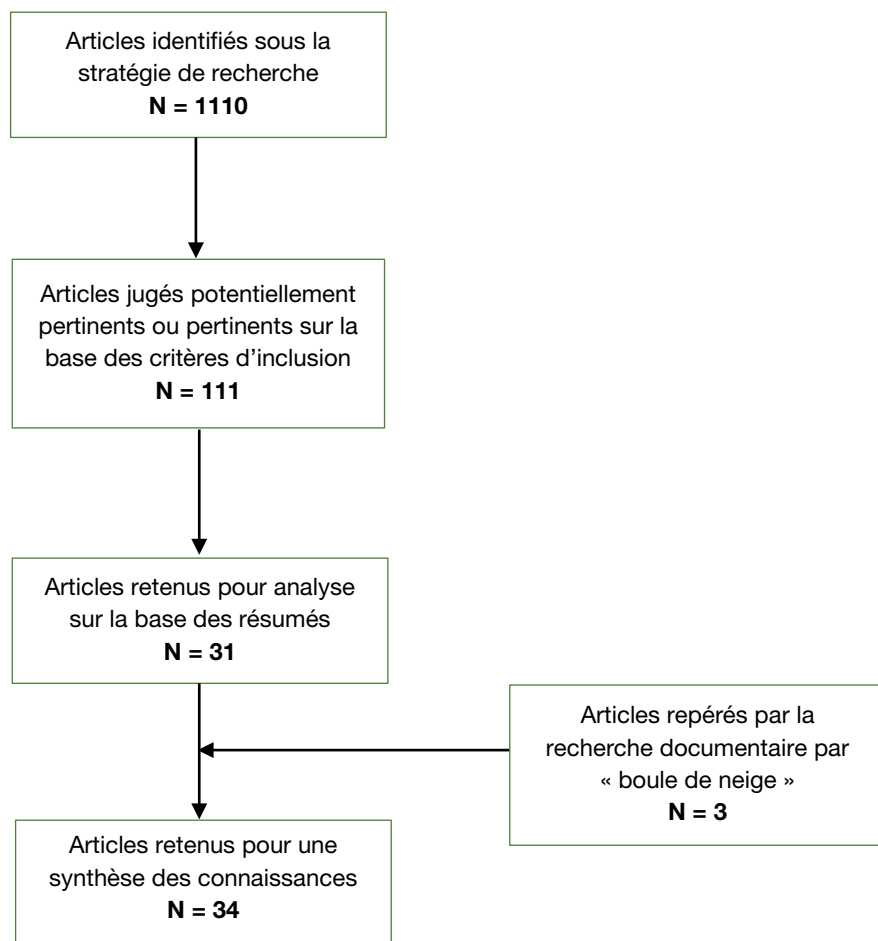 Articles identifiés sous la
stratégie de recherche
N = 1110
Articles jugés potentiellement
pertinents ou pertinents sur la
base des critères d’inclusion
N = 111
Articles retenus pour analyse
sur la base des résumés
N = 31
Articles repérés par la
recherche documentaire par
« boule de neige »
N = 3
Articles retenus pour une
synthèse des connaissances
N = 34